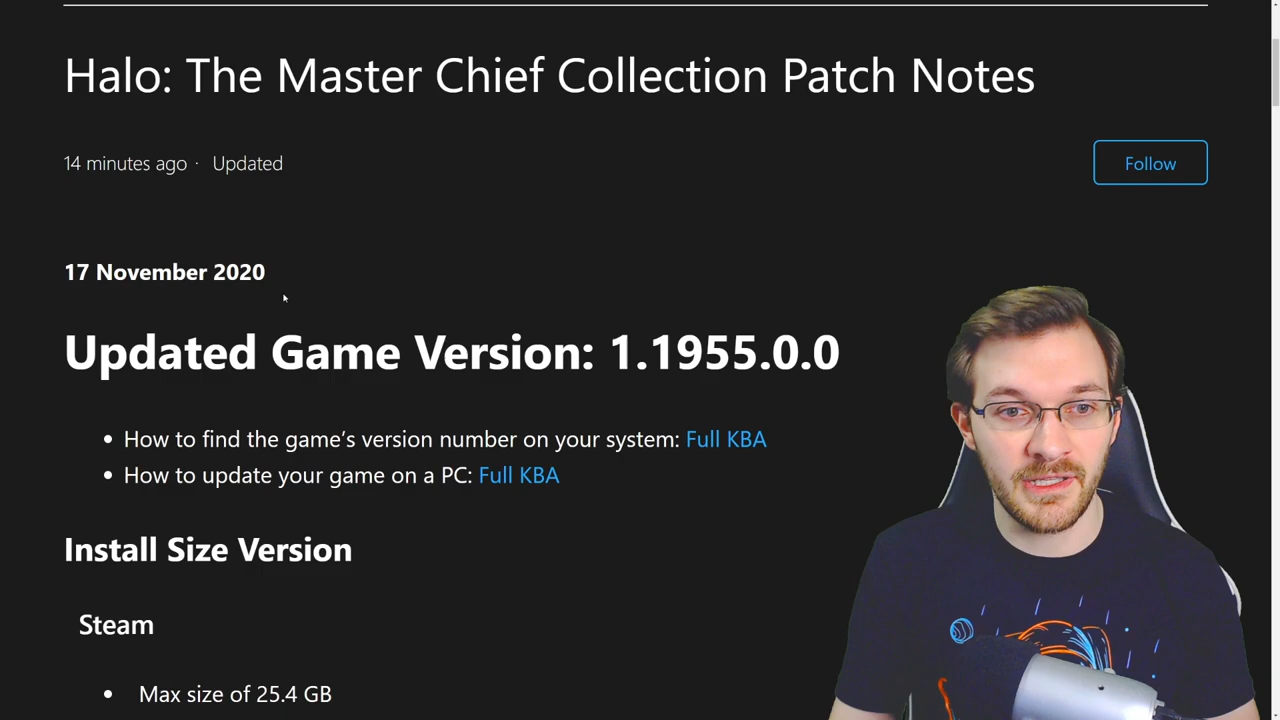 Halo: The Master Chief Collection Patch Notes
14 minutes ago · Updated
Follow
17 November 2020
Updated Game Version: 1.1955.0.0
• How to find the game’s version number on your system: Full KBA
• How to update your game on a PC: Full KBA
Install Size Version
Steam
• Max size of 25.4 GB